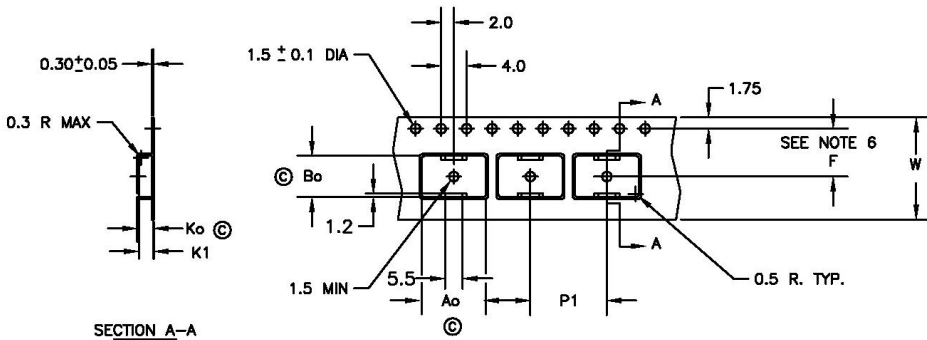 2.0
1.5 ± 0.1 DIA
4.0
0.30±0.05
0.3 R MAX
A
1.75
SEE NOTE 6
F
W
Ⓒ Bo
1.2
Ko Ⓒ
K1
1.5 MIN
5.5
Ao
Ⓒ
P1
A
0.5 R. TYP.
SECTION A-A